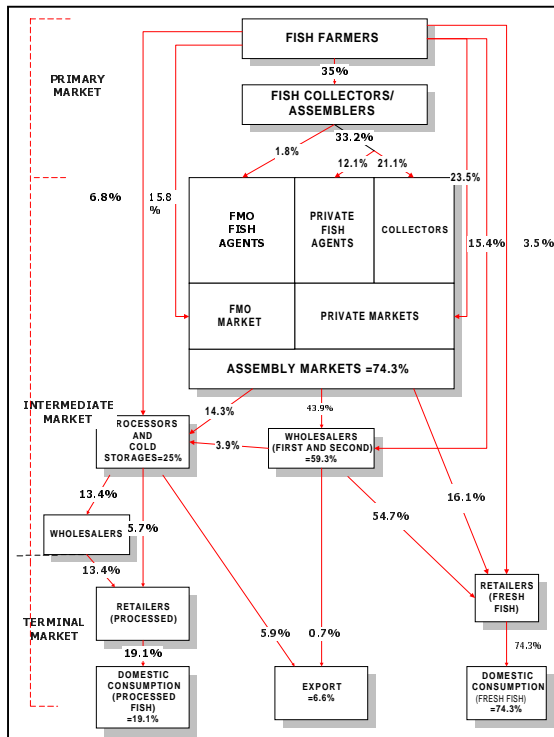 FISH FARMERS
PRIMARY
MARKET
35%
FISH COLLECTORS/
ASSEMBLERS
33.2%
1.8%
12.1%
21.1%
23.5%
6.8%
15.8
%
FMO
FISH
AGENTS
PRIVATE
FISH
AGENTS
COLLECTORS
15.4%
3.5%
FMO
MARKET
PRIVATE MARKETS
ASSEMBLY MARKETS =74.3%
INTERMEDIATE
MARKET
14.3%
43.9%
ROCESSORS
AND
COLD
STORAGES=25%
3.9%
WHOLESALERS
(FIRST AND SECOND)
=59.3%
13.4%
5.7%
54.7%
16.1%
WHOLESALERS
13.4%
TERMINAL
MARKET
RETAILERS
(PROCESSED)
RETAILERS
(FRESH
FISH)
19.1%
5.9%
0.7%
74.3%
DOMESTIC
CONSUMPTION
(PROCESSED
FISH)
=19.1%
EXPORT
=6.6%
DOMESTIC
CONSUMPTION
(FRESH FISH)
=74.3%